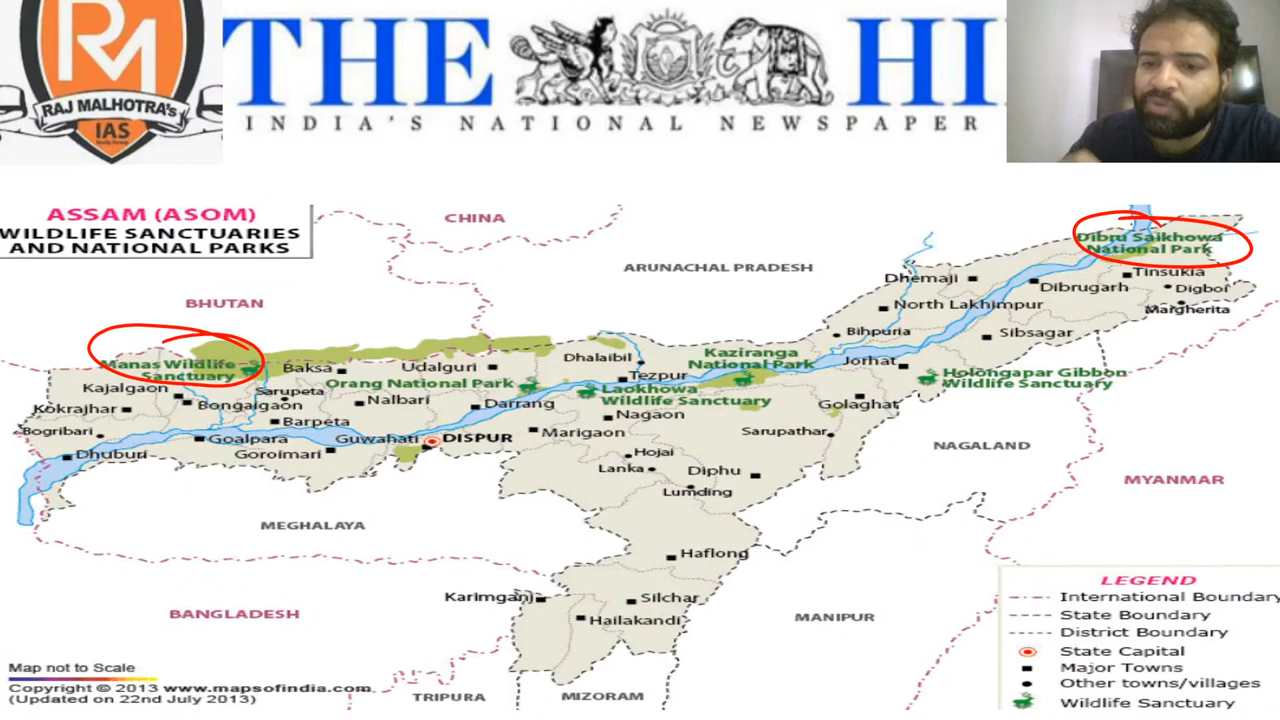 RM
RAJ MALHOTRA's
IAS
Study Group
THE HI
INDIA'S NATIONAL NEWSPAPER
ASSAM (ASOM)
WILDLIFE SANCTUARIES
AND NATIONAL PARKS
CHINA
ARUNACHAL PRADESH
BHUTAN
Dibru Saikhowa
National Park
Tinsukia
Dhemaji
Dibrugarh
Digboi
North Lakhimpur
Margherita
Bihpuria
Sibsagar
Manas Wildlife
Sanctuary
Baksa
Udalguri
Dhalaibil
Kaziranga
National Park
Jorhat
Tezpur
Holongapar Gibbon
Wildlife Sanctuary
Kajalgaon
Sarupeta
Orang National Park
Laokhowa
Wildlife Sanctuary
Kokrajhar
Bongaigaon
Nalbari
Darrang
Golaghat
Nagaon
Barpeta
Bogribari
Goalpara
Guwahati
DISPUR
Marigaon
Sarupathar
NAGALAND
Dhuburi
Goroimari
Hojai
Lanka
Diphu
Lumding
MYANMAR
MEGHALAYA
Haflong
Karimganj
Silchar
BANGLADESH
Hailakandi
MANIPUR
TRIPURA
MIZORAM
LEGEND
International Boundary
State Boundary
District Boundary
State Capital
Major Towns
Other towns/villages
Wildlife Sanctuary
Map not to Scale
Copyright © 2013 www.mapsofindia.com
(Updated on 22nd July 2013)